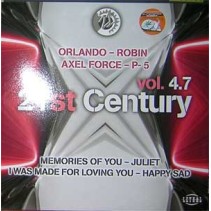 ORLANDO - ROBIN
AXEL FORCE - P-5
vol. 4.7
21st Century
MEMORIES OF YOU - JULIET
I WAS MADE FOR LOVING YOU - HAPPY SAD